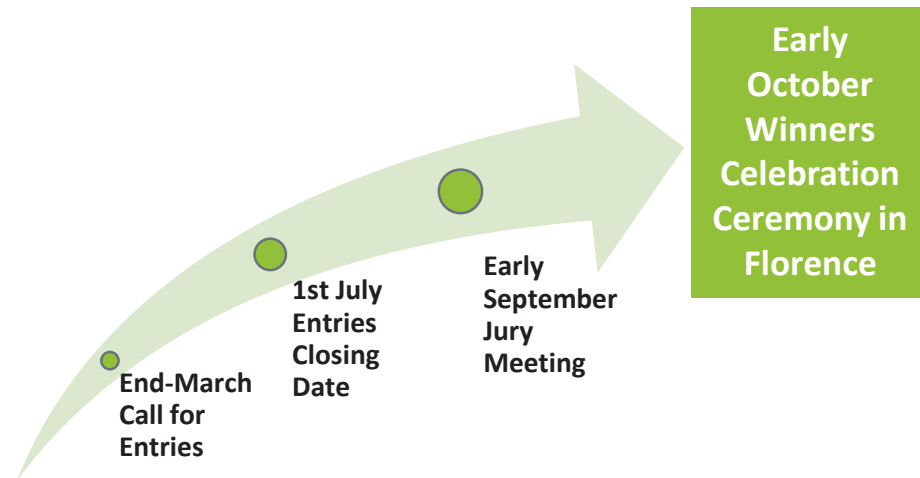 End-March
Call for
Entries
1st July
Entries
Closing
Date
Early
September
Jury
Meeting
Early
October
Winners
Celebration
Ceremony in
Florence